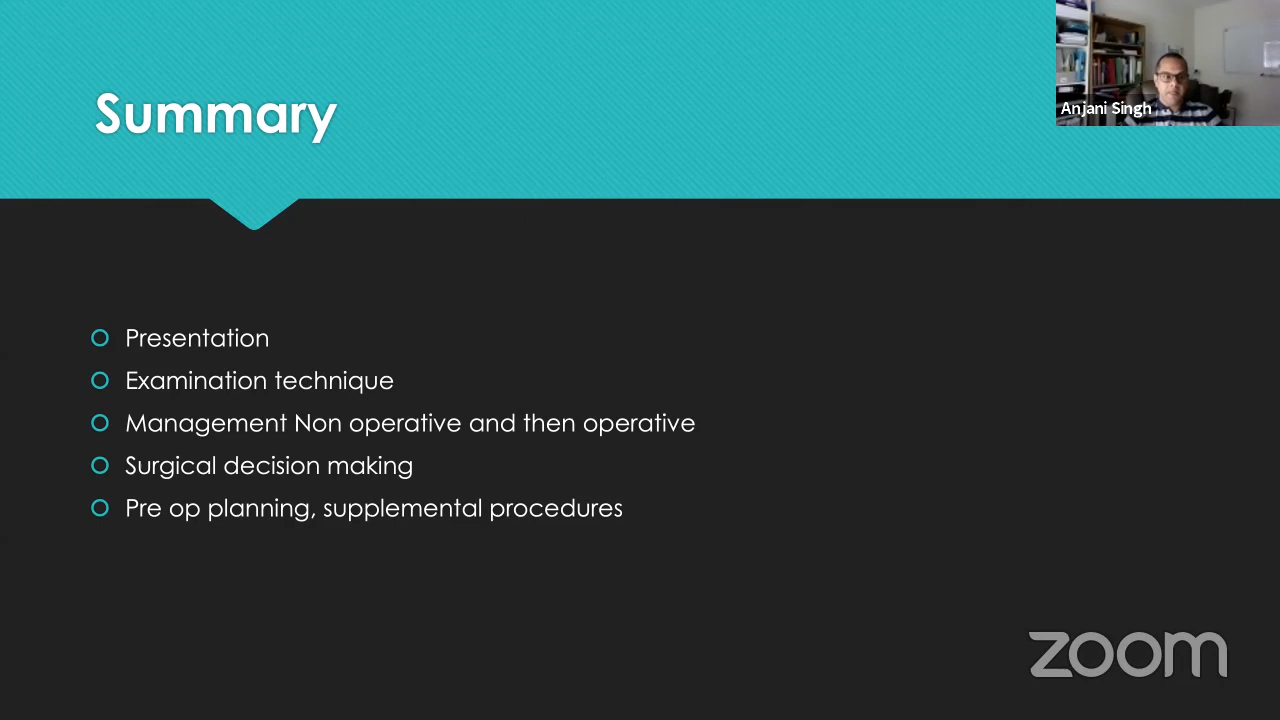 Summary
Anjani Singh
Presentation
Examination technique
Management Non operative and then operative
Surgical decision making
Pre op planning, supplemental procedures
zoom